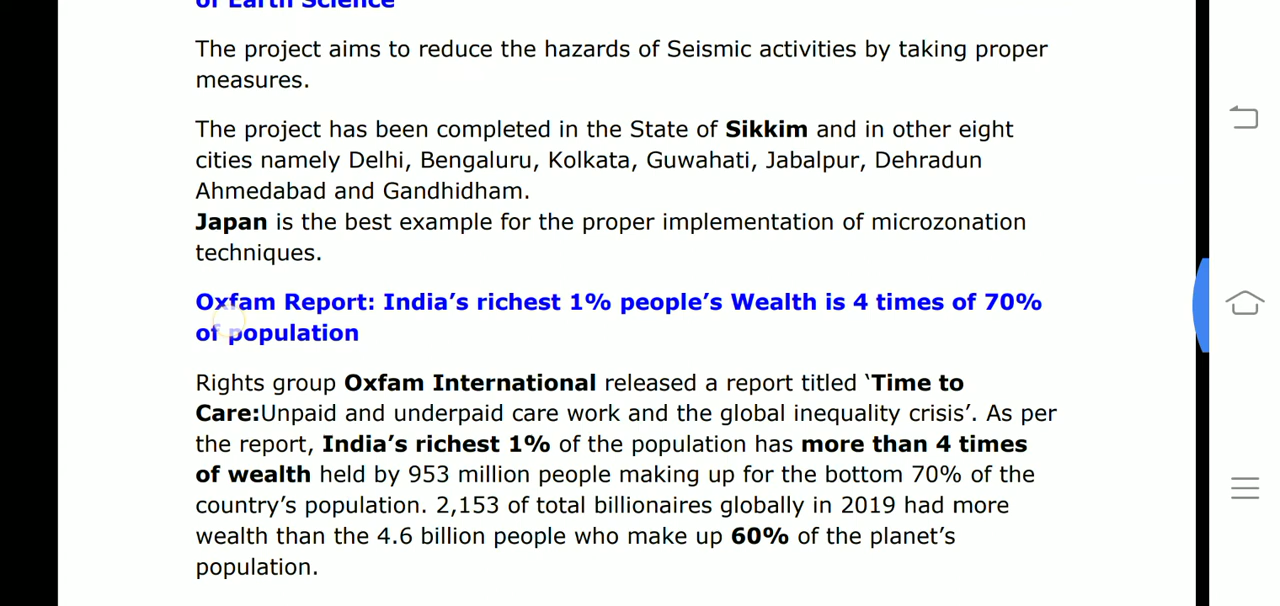 of Earth Science
The project aims to reduce the hazards of Seismic activities by taking proper
measures.
The project has been completed in the State of Sikkim and in other eight
cities namely Delhi, Bengaluru, Kolkata, Guwahati, Jabalpur, Dehradun
Ahmedabad and Gandhidham.
Japan is the best example for the proper implementation of microzonation
techniques.
Oxfam Report: India’s richest 1% people’s Wealth is 4 times of 70%
of population
Rights group Oxfam International released a report titled ‘Time to
Care:Unpaid and underpaid care work and the global inequality crisis’. As per
the report, India’s richest 1% of the population has more than 4 times
of wealth held by 953 million people making up for the bottom 70% of the
country’s population. 2,153 of total billionaires globally in 2019 had more
wealth than the 4.6 billion people who make up 60% of the planet’s
population.